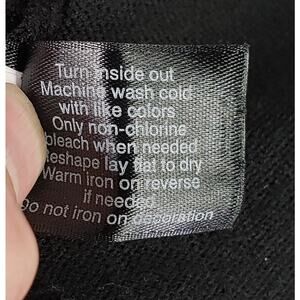 Turn inside out
Machine wash cold
with like colors
Only non-chlorine
bleach when needed
eshape lay flat to dry
Warm iron on reverse
if needed
o not iron on decoration